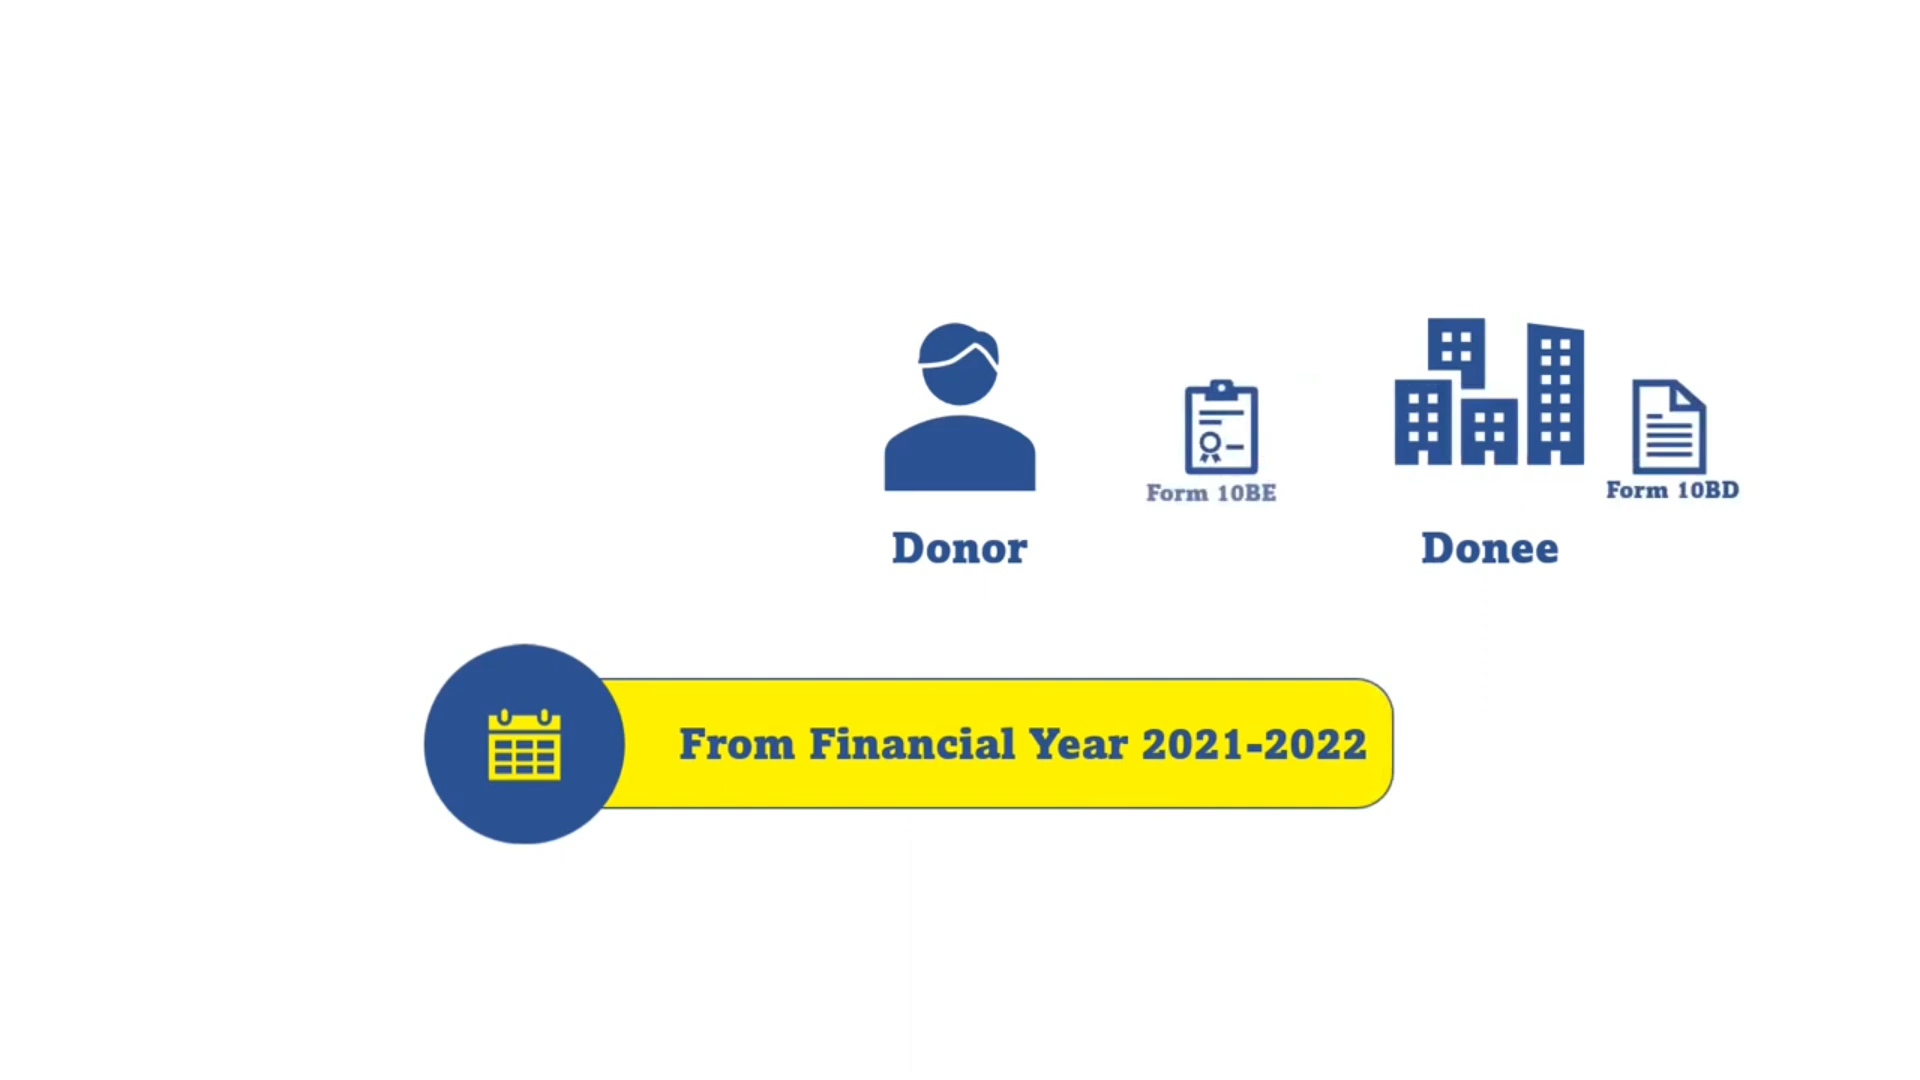 Form 10BE
Form 10BD
Donor
Donee
From Financial Year 2021-2022